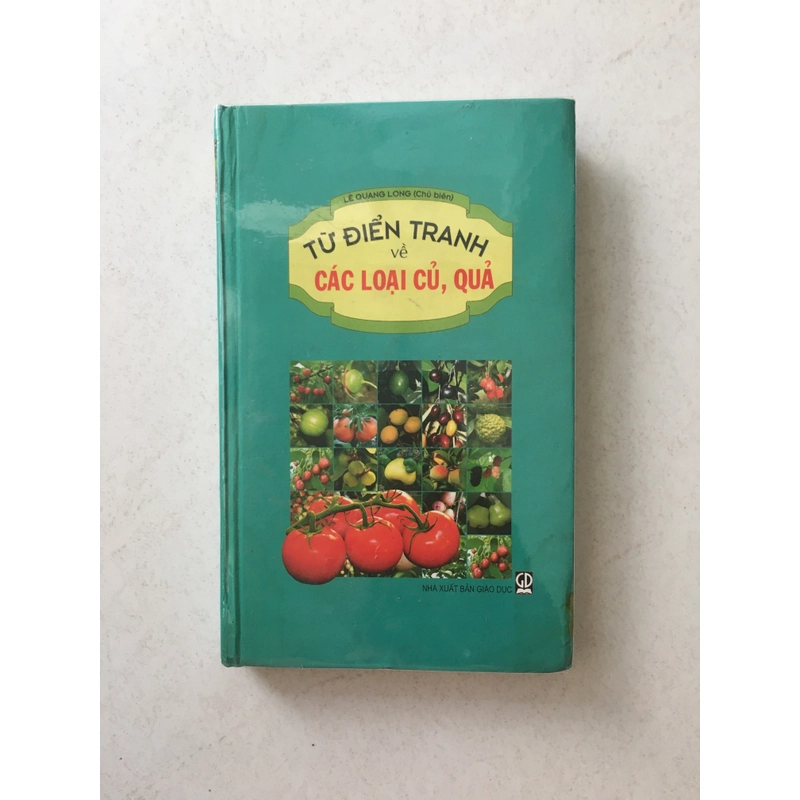 LÊ QUANG LONG (Chủ biên)
TỪ ĐIỂN TRANH
về
CÁC LOẠI CỦ, QUẢ
NHÀ XUẤT BẢN GIÁO DỤC
GD